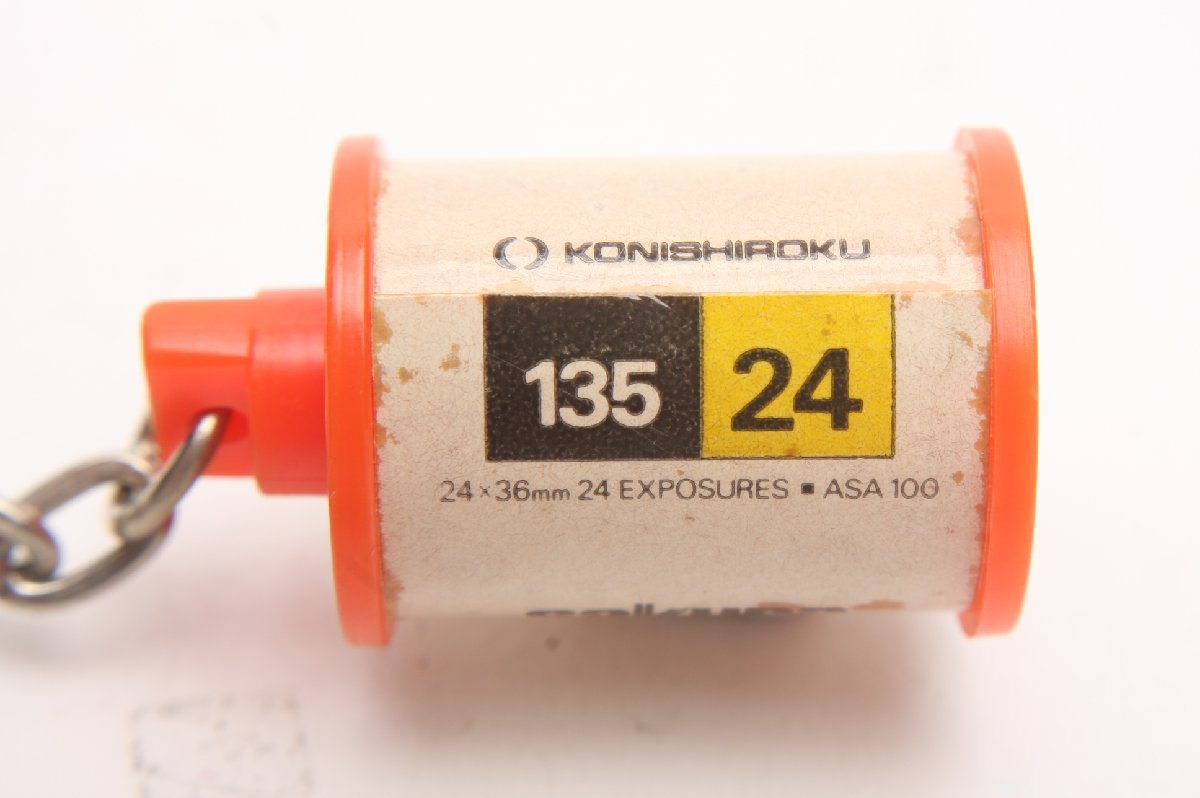 KONISHIROKU
135 24
24×36mm 24 EXPOSURES ▪ ASA 100